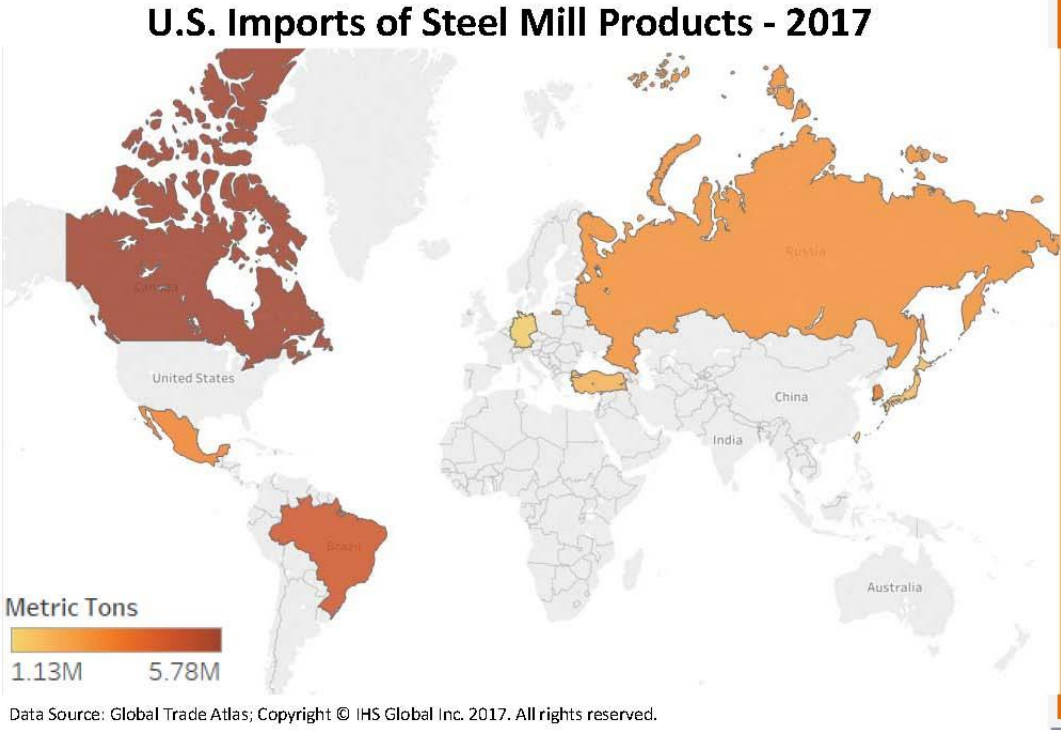 U.S. Imports of Steel Mill Products - 2017
Canada
Russia
United States
China
India
Brazil
Australia
Metric Tons
1.13M 5.78M
Data Source: Global Trade Atlas; Copyright © IHS Global Inc. 2017. All rights reserved.